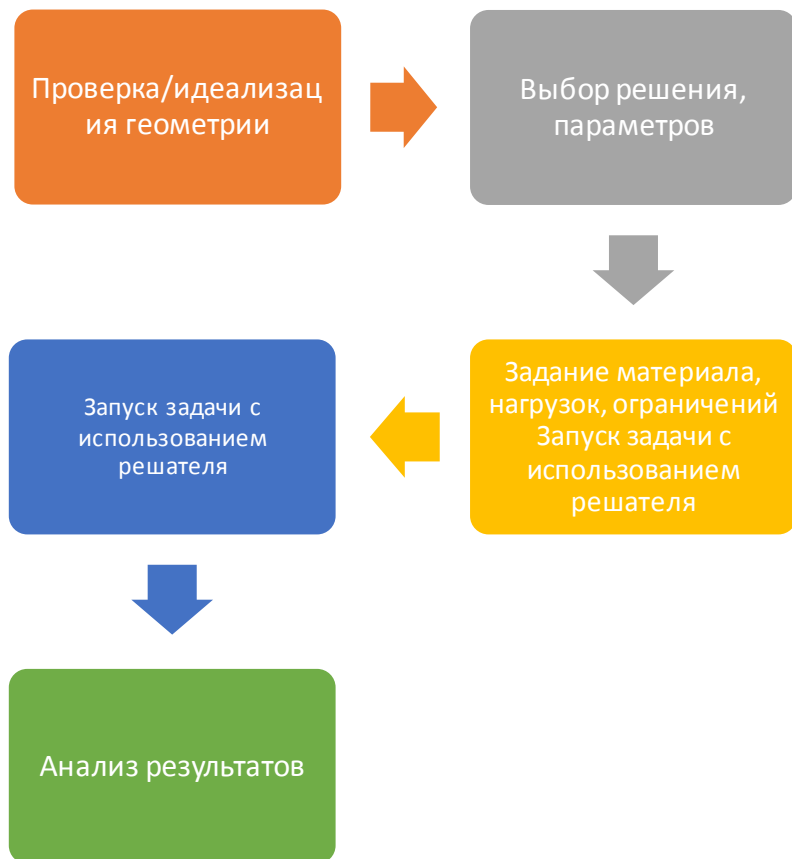 Проверка/идеализац
ия геометрии
Выбор решения,
параметров
Задание материала,
нагрузок, ограничений
Запуск задачи с
использованием
решателя
Запуск задачи с
использованием
решателя
Анализ результатов